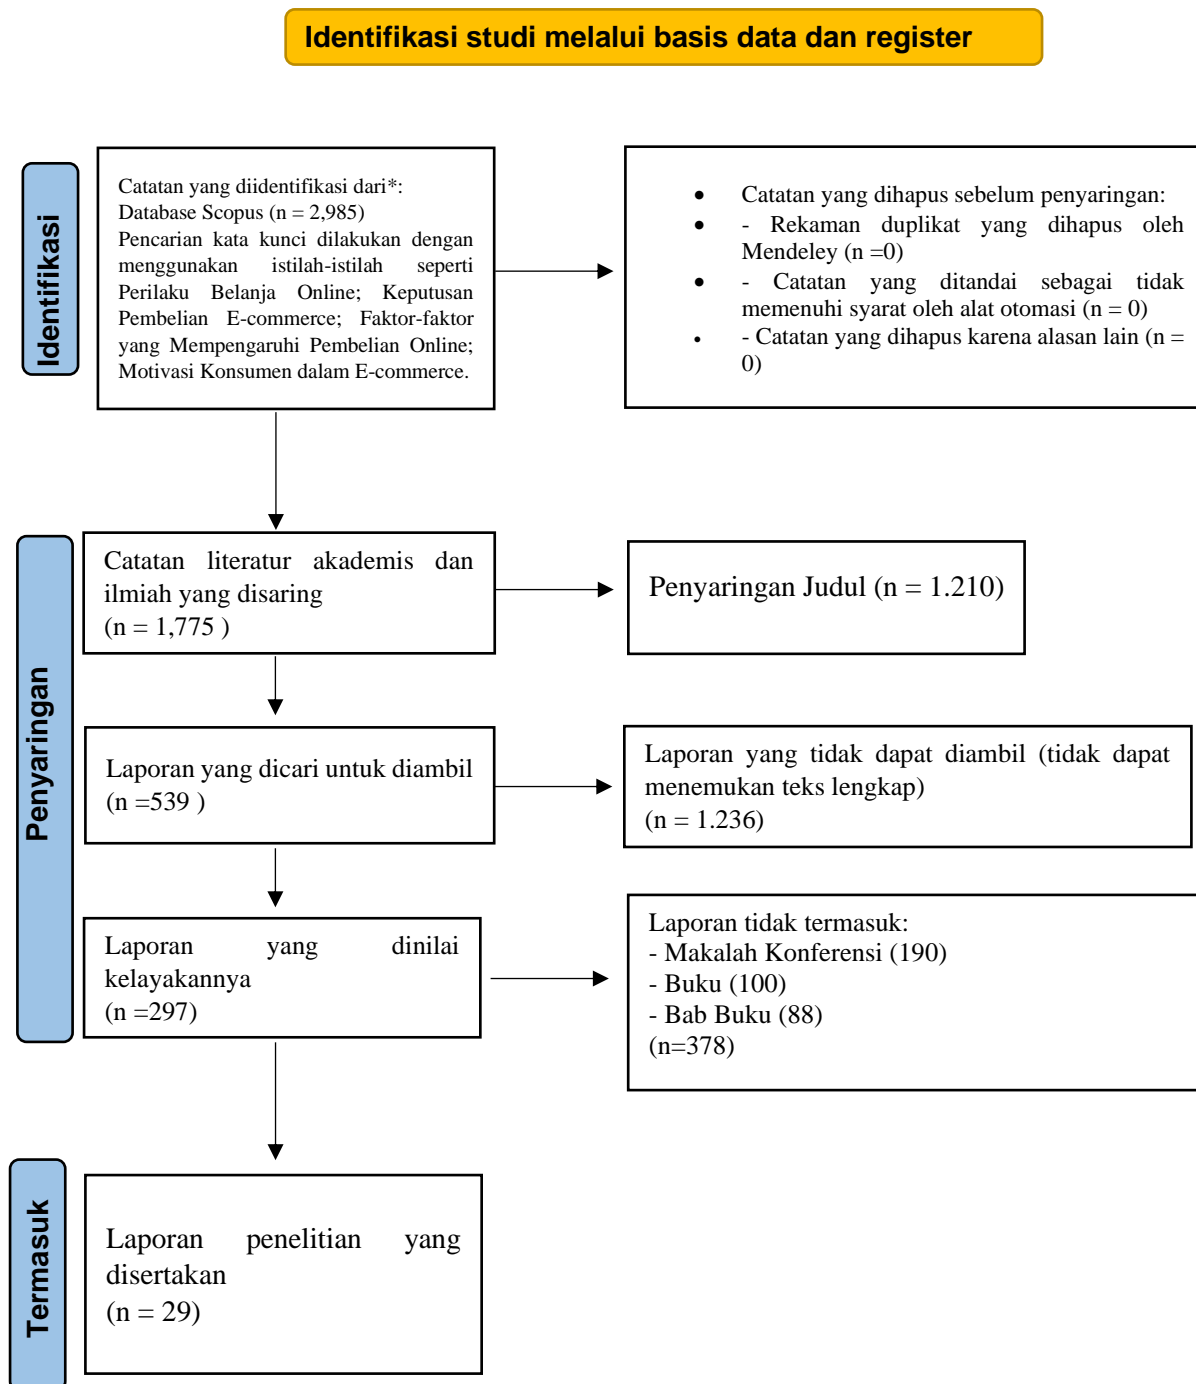 Identifikasi studi melalui basis data dan register
Identifikasi
Catatan yang diidentifikasi dari*:
Database Scopus (n = 2,985)
Pencarian kata kunci dilakukan dengan
menggunakan istilah-istilah seperti
Perilaku Belanja Online; Keputusan
Pembelian E-commerce; Faktor-faktor
yang Mempengaruhi Pembelian Online;
Motivasi Konsumen dalam E-commerce.
• Catatan yang dihapus sebelum penyaringan:
• - Rekaman duplikat yang dihapus oleh
Mendeley (n =0)
• - Catatan yang ditandai sebagai tidak
memenuhi syarat oleh alat otomasi (n = 0)
• - Catatan yang dihapus karena alasan lain (n =
0)
Penyaringan
Catatan literatur akademis dan
ilmiah yang disaring
(n = 1,775 )
Penyaringan Judul (n = 1.210)
Laporan yang dicari untuk diambil
(n =539 )
Laporan yang tidak dapat diambil (tidak dapat
menemukan teks lengkap)
(n = 1.236)
Laporan yang dinilai
kelayakannya
(n =297)
Laporan tidak termasuk:
- Makalah Konferensi (190)
- Buku (100)
- Bab Buku (88)
(n=378)
Termasuk
Laporan penelitian yang
disertakan
(n = 29)